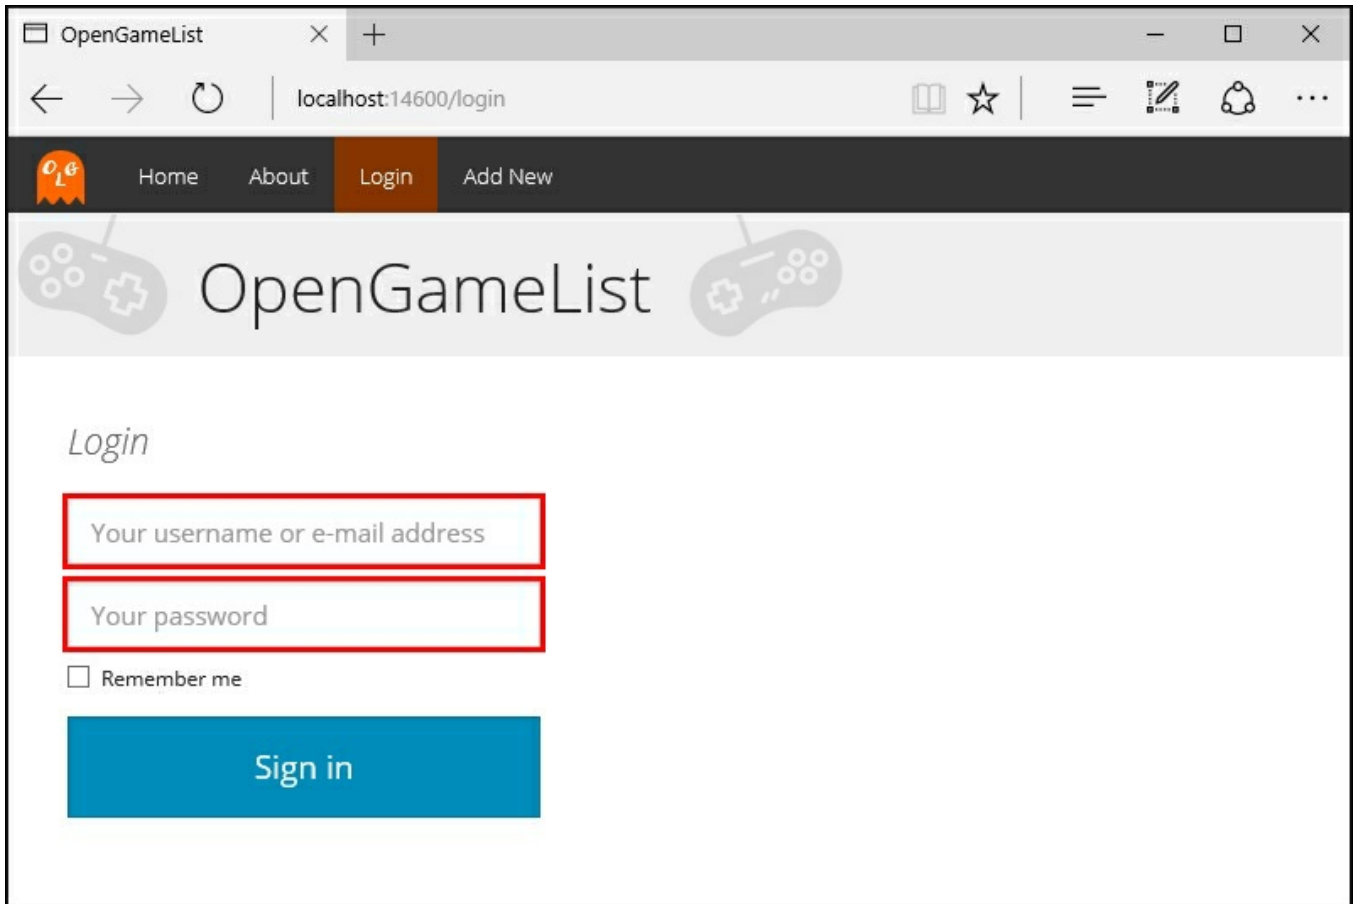 OpenGameList
localhost:14600/login
OLG Home About Login Add New
OpenGameList
Login
Your username or e-mail address
Your password
Remember me
Sign in